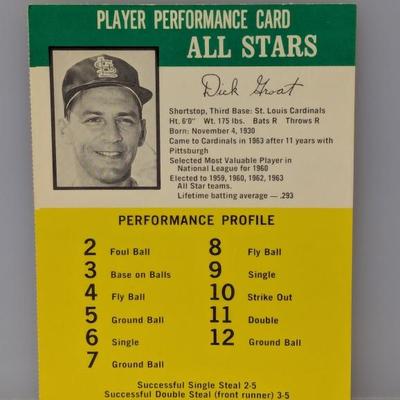 PLAYER PERFORMANCE CARD
ALL STARS
Dick Groat
Shortstop, Third Base: St. Louis Cardinals
Ht. 6'0" Wt. 175 lbs. Bats R Throws R
Born: November 4, 1930
Came to Cardinals in 1963 after 11 years with
Pittsburgh
Selected Most Valuable Player in
National League for 1960
Elected to 1959, 1960, 1962, 1963
All Star teams.
Lifetime batting average — .293
PERFORMANCE PROFILE
2 Foul Ball
3 Base on Balls
4 Fly Ball
5 Ground Ball
6 Single
7 Ground Ball
8 Fly Ball
9 Single
10 Strike Out
11 Double
12 Ground Ball
Successful Single Steal 2-5
Successful Double Steal (front runner) 3-5